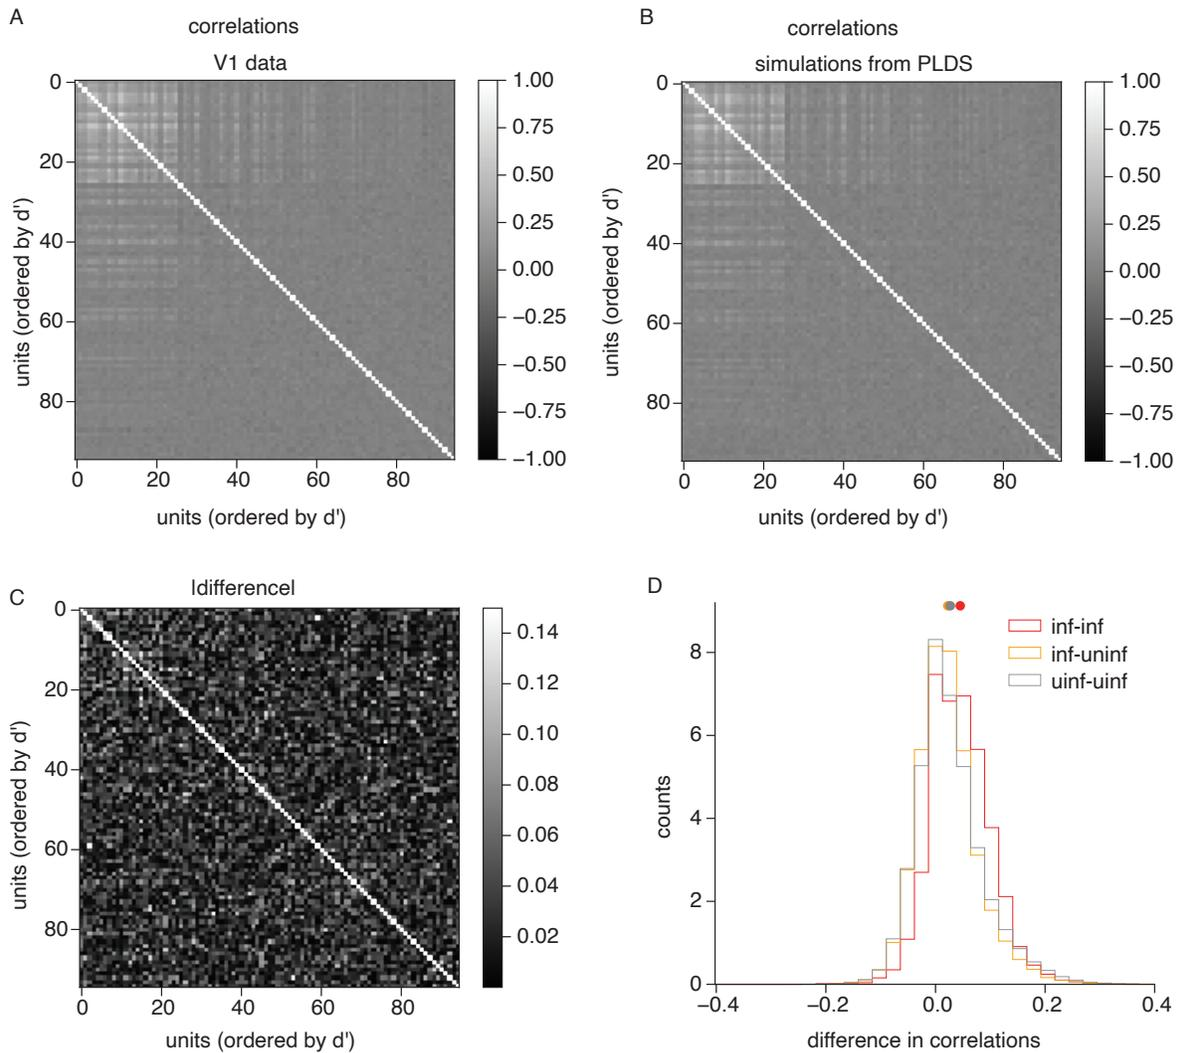 A
correlations
V1 data
0
20
40
60
80
units (ordered by d')
0 20 40 60 80
units (ordered by d')
1.00
0.75
0.50
0.25
0.00
−0.25
−0.50
−0.75
−1.00
B
correlations
simulations from PLDS
0
20
40
60
80
units (ordered by d')
0 20 40 60 80
units (ordered by d')
1.00
0.75
0.50
0.25
0.00
−0.25
−0.50
−0.75
−1.00
C
|difference|
0
20
40
60
80
units (ordered by d')
0 20 40 60 80
units (ordered by d')
0.14
0.12
0.10
0.08
0.06
0.04
0.02
D
inf-inf
inf-uninf
uinf-uinf
8
6
4
2
0
counts
−0.4 −0.2 0.0 0.2 0.4
difference in correlations